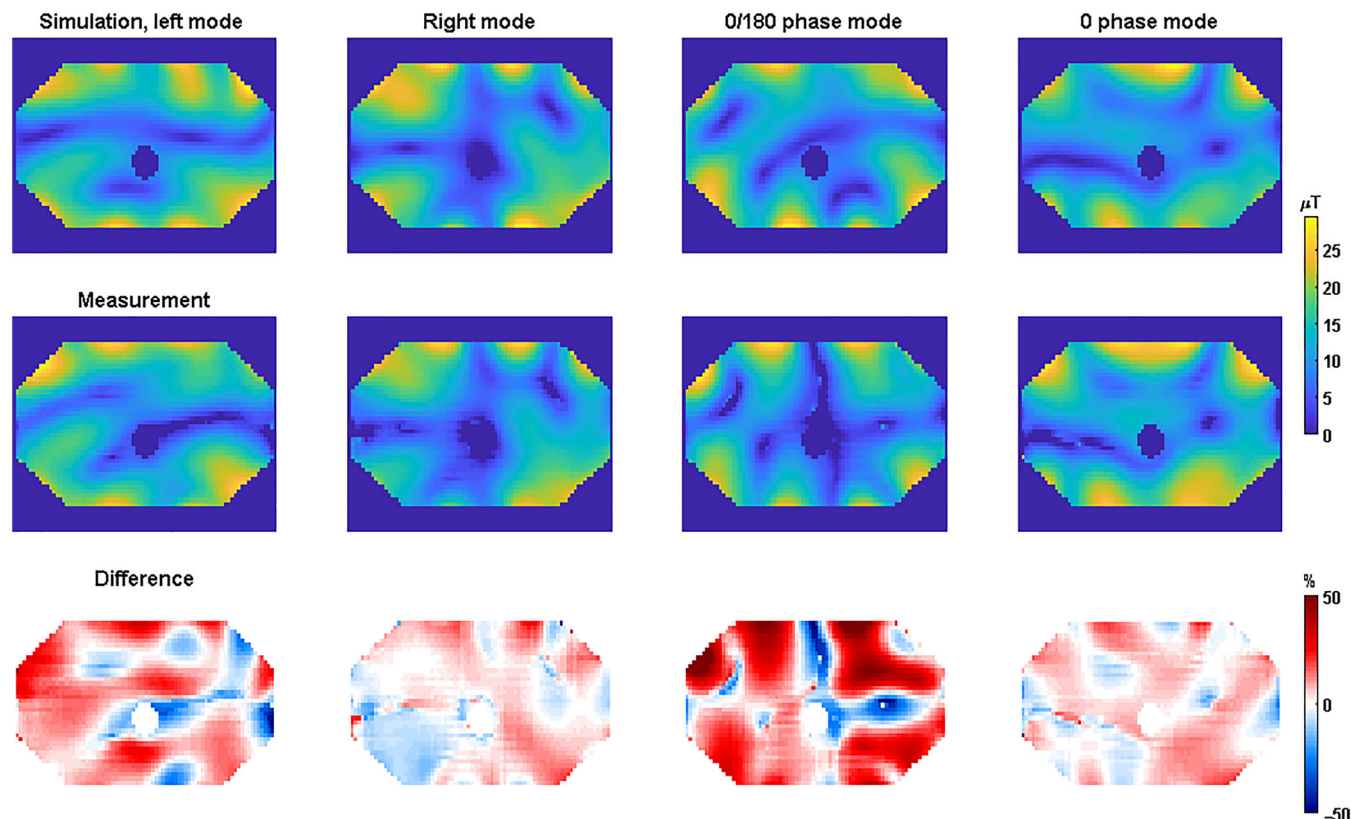 Simulation, left mode
Right mode
0/180 phase mode
0 phase mode
μT
25
20
15
10
5
0
Measurement
Difference
%
50
0
-50